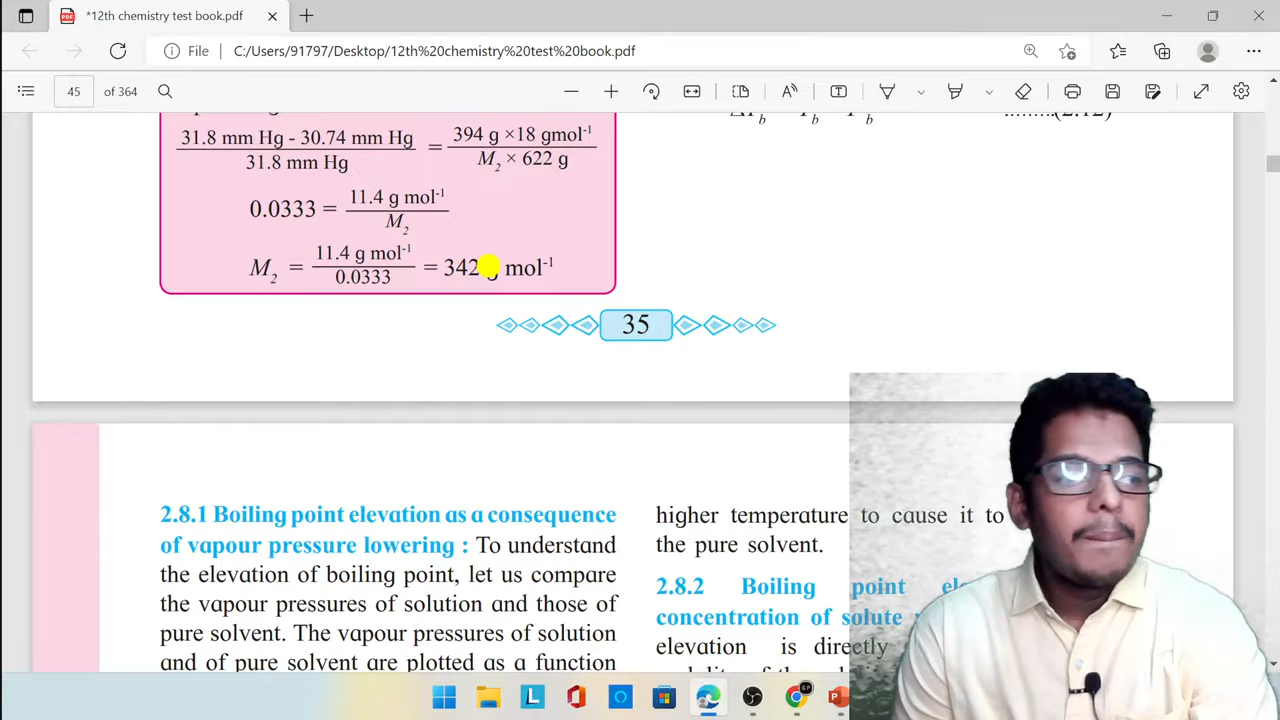 *12th chemistry test book.pdf
File
C:/Users/91797/Desktop/12th%20chemistry%20test%20book.pdf
45 of 364
31.8 mm Hg - 30.74 mm Hg / 31.8 mm Hg = 394 g ×18 gmol⁻¹ / M₂ × 622 g
0.0333 = 11.4 g mol⁻¹ / M₂
M₂ = 11.4 g mol⁻¹ / 0.0333 = 342 g mol⁻¹
35
2.8.1 Boiling point elevation as a consequence
of vapour pressure lowering : To understand
the elevation of boiling point, let us compare
the vapour pressures of solution and those of
pure solvent. The vapour pressures of solution
and of pure solvent are plotted as a function
higher temperature to cause it to
the pure solvent.
2.8.2 Boiling point
concentration of solute :
elevation is directly